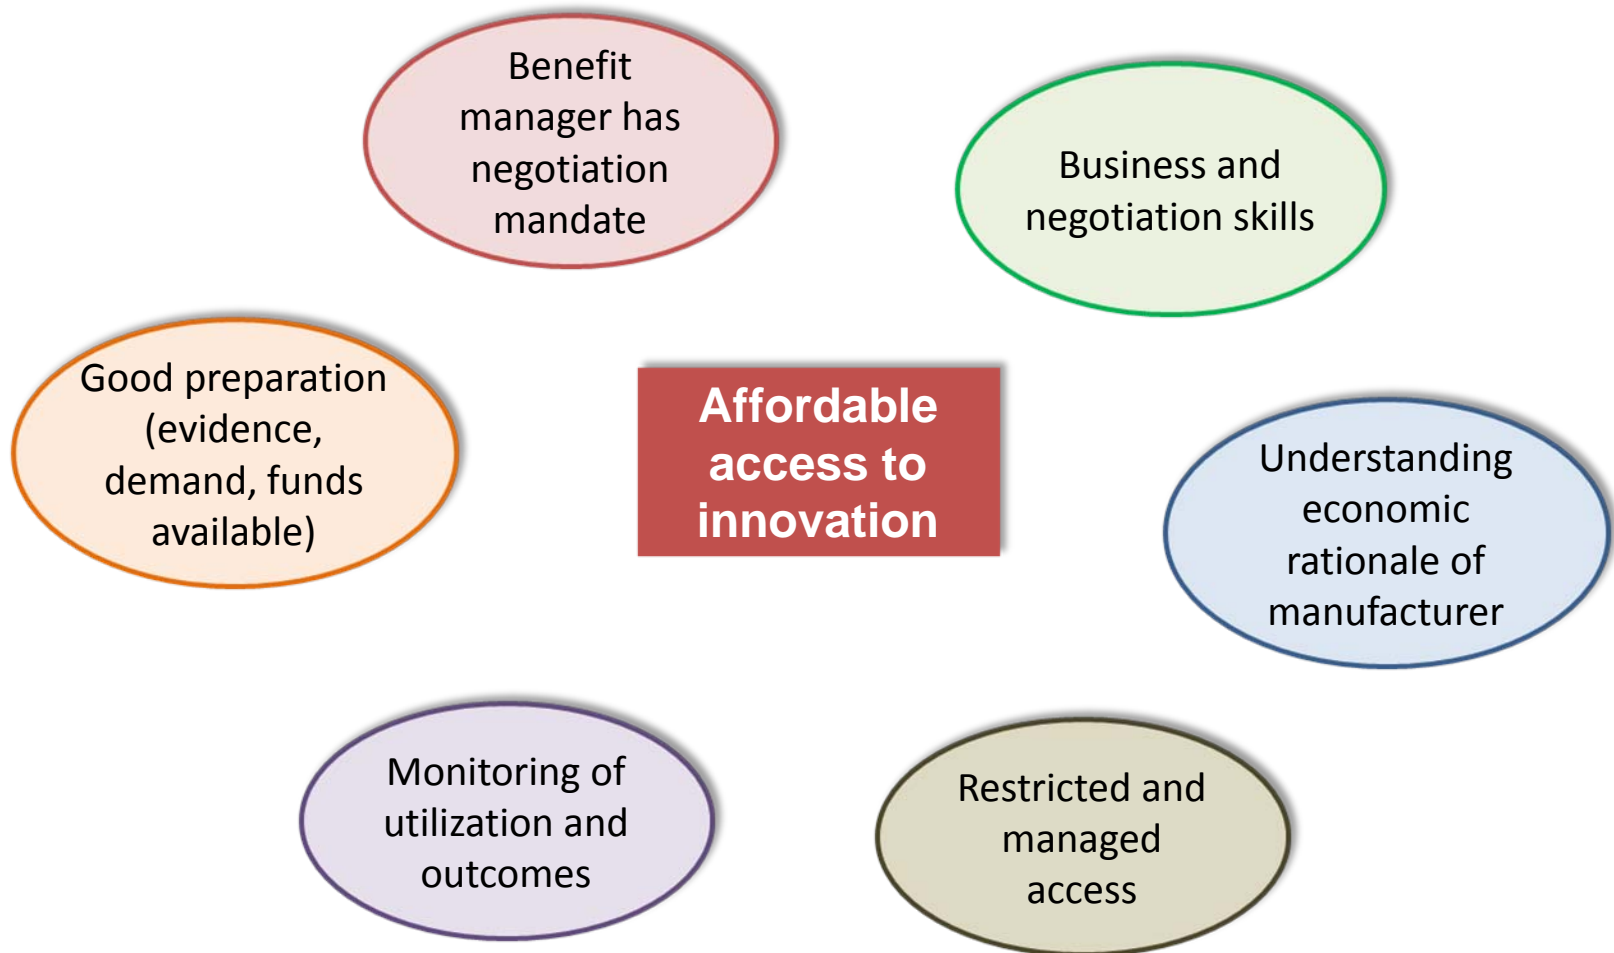 Benefit
manager has
negotiation
mandate
Business and
negotiation skills
Good preparation
(evidence,
demand, funds
available)
Affordable
access to
innovation
Understanding
economic
rationale of
manufacturer
Monitoring of
utilization and
outcomes
Restricted and
managed
access